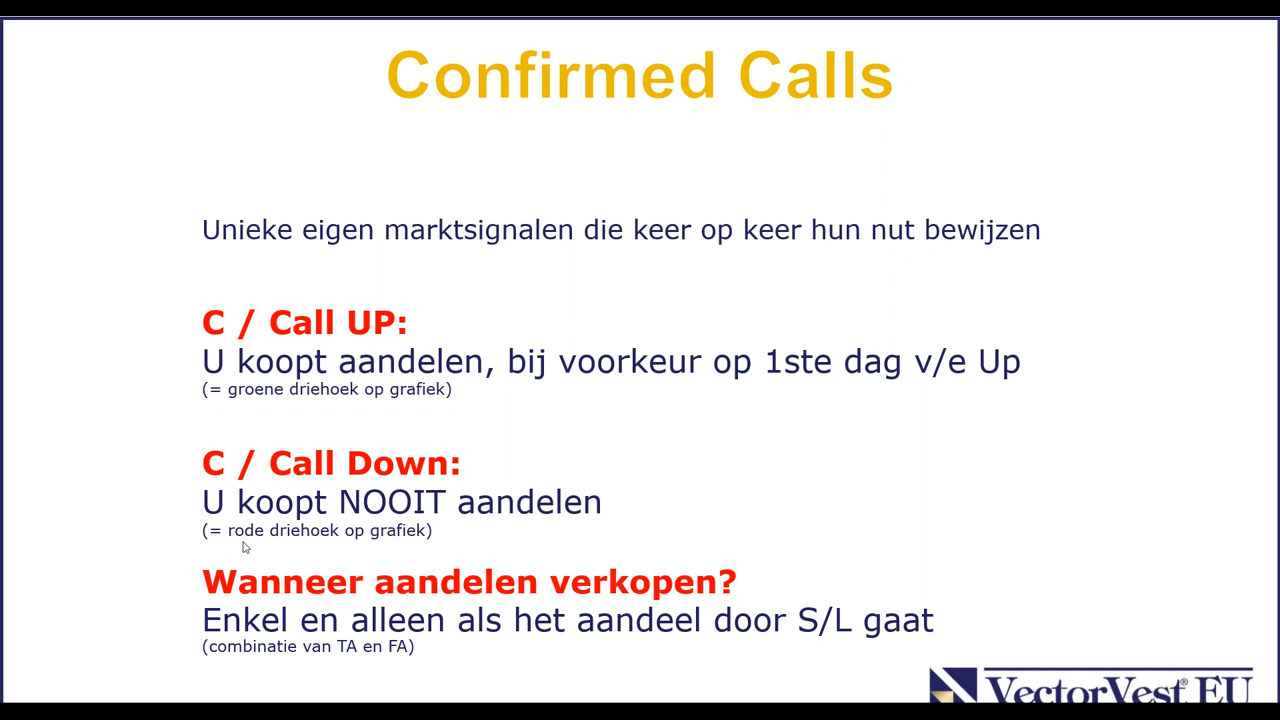 Confirmed Calls
Unieke eigen marktsignalen die keer op keer hun nut bewijzen
C / Call UP:
U koopt aandelen, bij voorkeur op 1ste dag v/e Up
(= groene driehoek op grafiek)
C / Call Down:
U koopt NOOIT aandelen
(= rode driehoek op grafiek)
Wanneer aandelen verkopen?
Enkel en alleen als het aandeel door S/L gaat
(combinatie van TA en FA)
VectorVest® EU